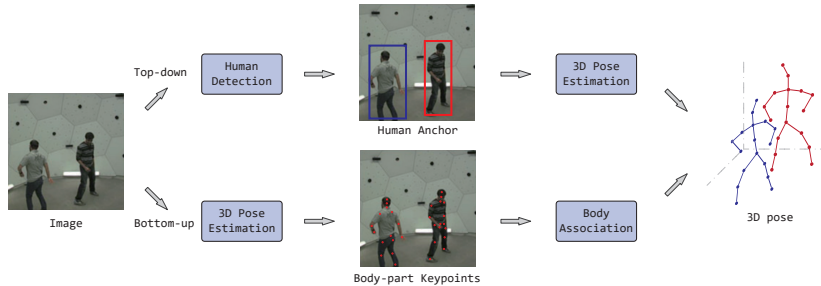 Top-down
Human
Detection
Human Anchor
3D Pose
Estimation
Image
Bottom-up
3D Pose
Estimation
Body-part Keypoints
Body
Association
3D pose